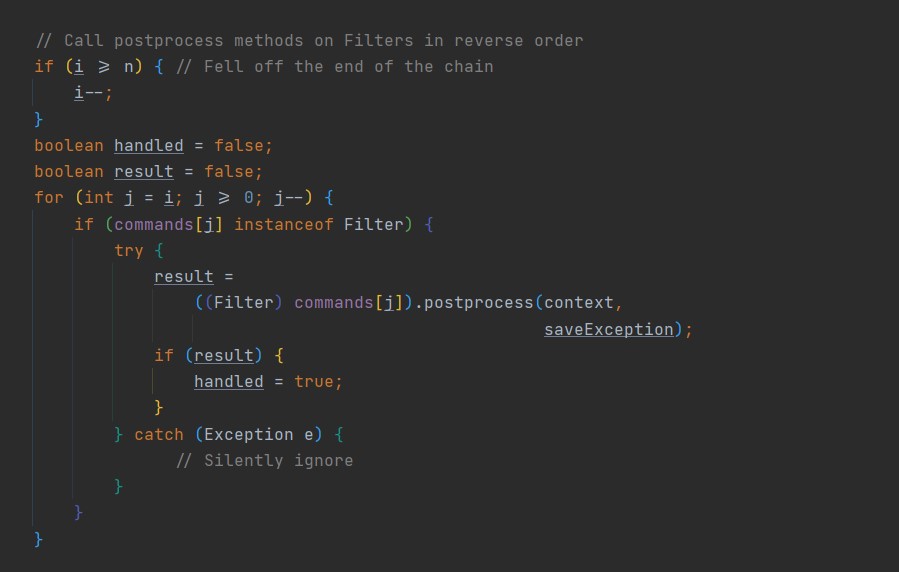 // Call postprocess methods on Filters in reverse order
if (i >= n) { // Fell off the end of the chain
    i--;
}
boolean handled = false;
boolean result = false;
for (int j = i; j >= 0; j--) {
    if (commands[j] instanceof Filter) {
        try {
            result =
                ((Filter) commands[j]).postprocess(context,
                                                   saveException);
            if (result) {
                handled = true;
            }
        } catch (Exception e) {
              // Silently ignore
        }
    }
}